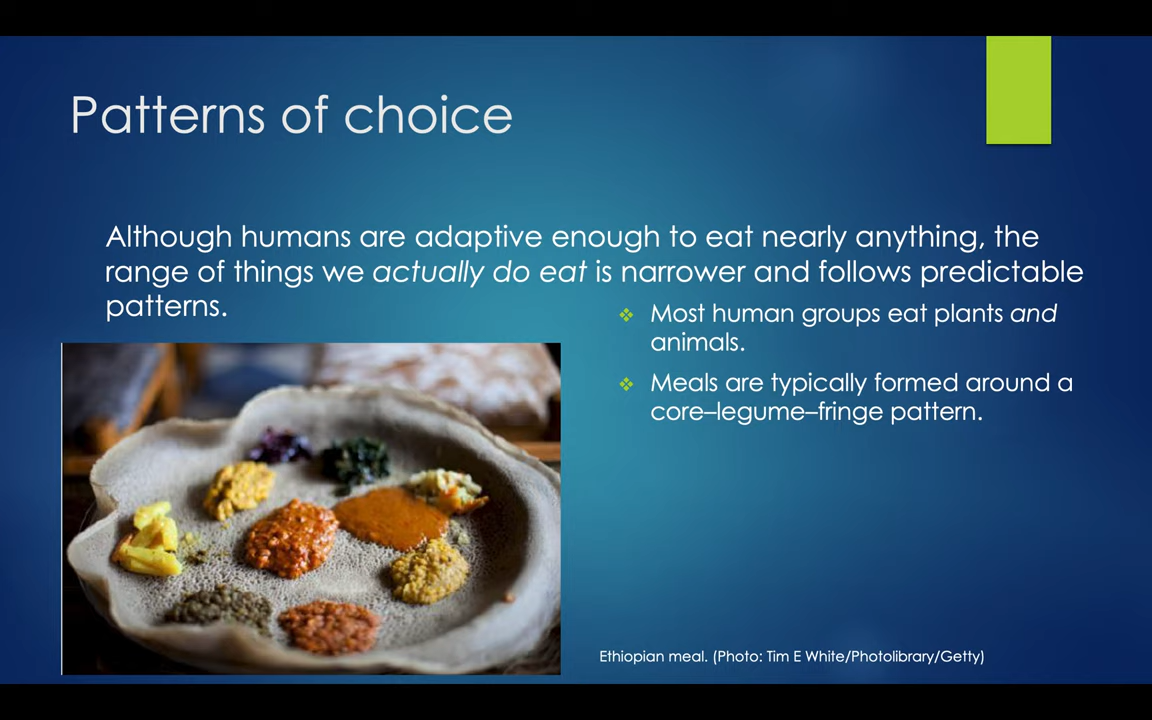 Patterns of choice
Although humans are adaptive enough to eat nearly anything, the
range of things we actually do eat is narrower and follows predictable
patterns.
Most human groups eat plants and
animals.
Meals are typically formed around a
core–legume–fringe pattern.
Ethiopian meal. (Photo: Tim E White/Photolibrary/Getty)